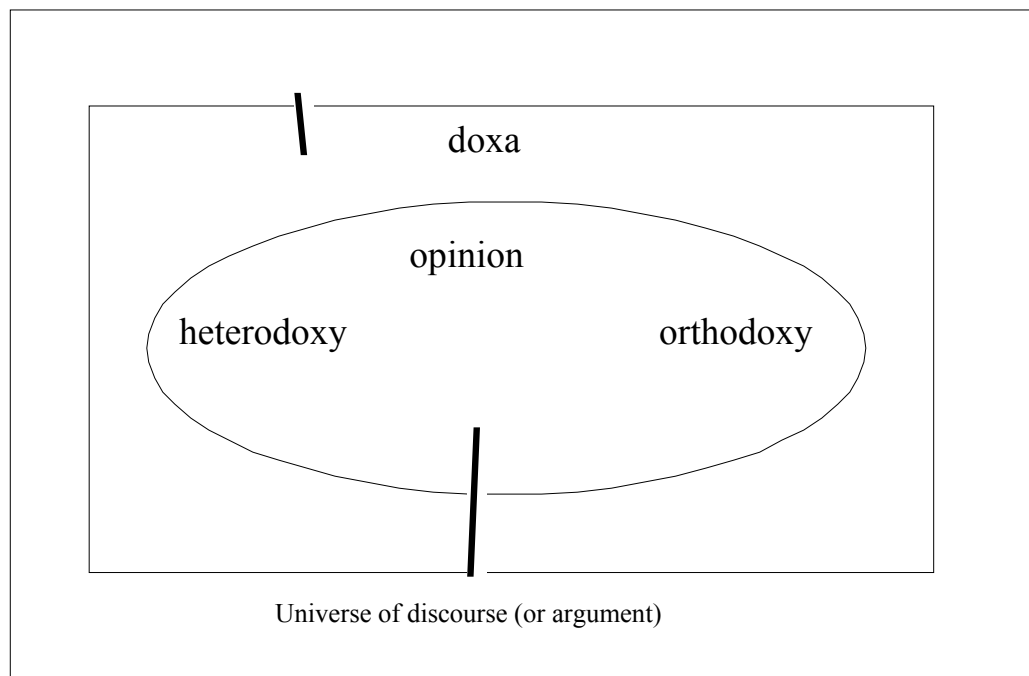 doxa
opinion
heterodoxy orthodoxy
Universe of discourse (or argument)